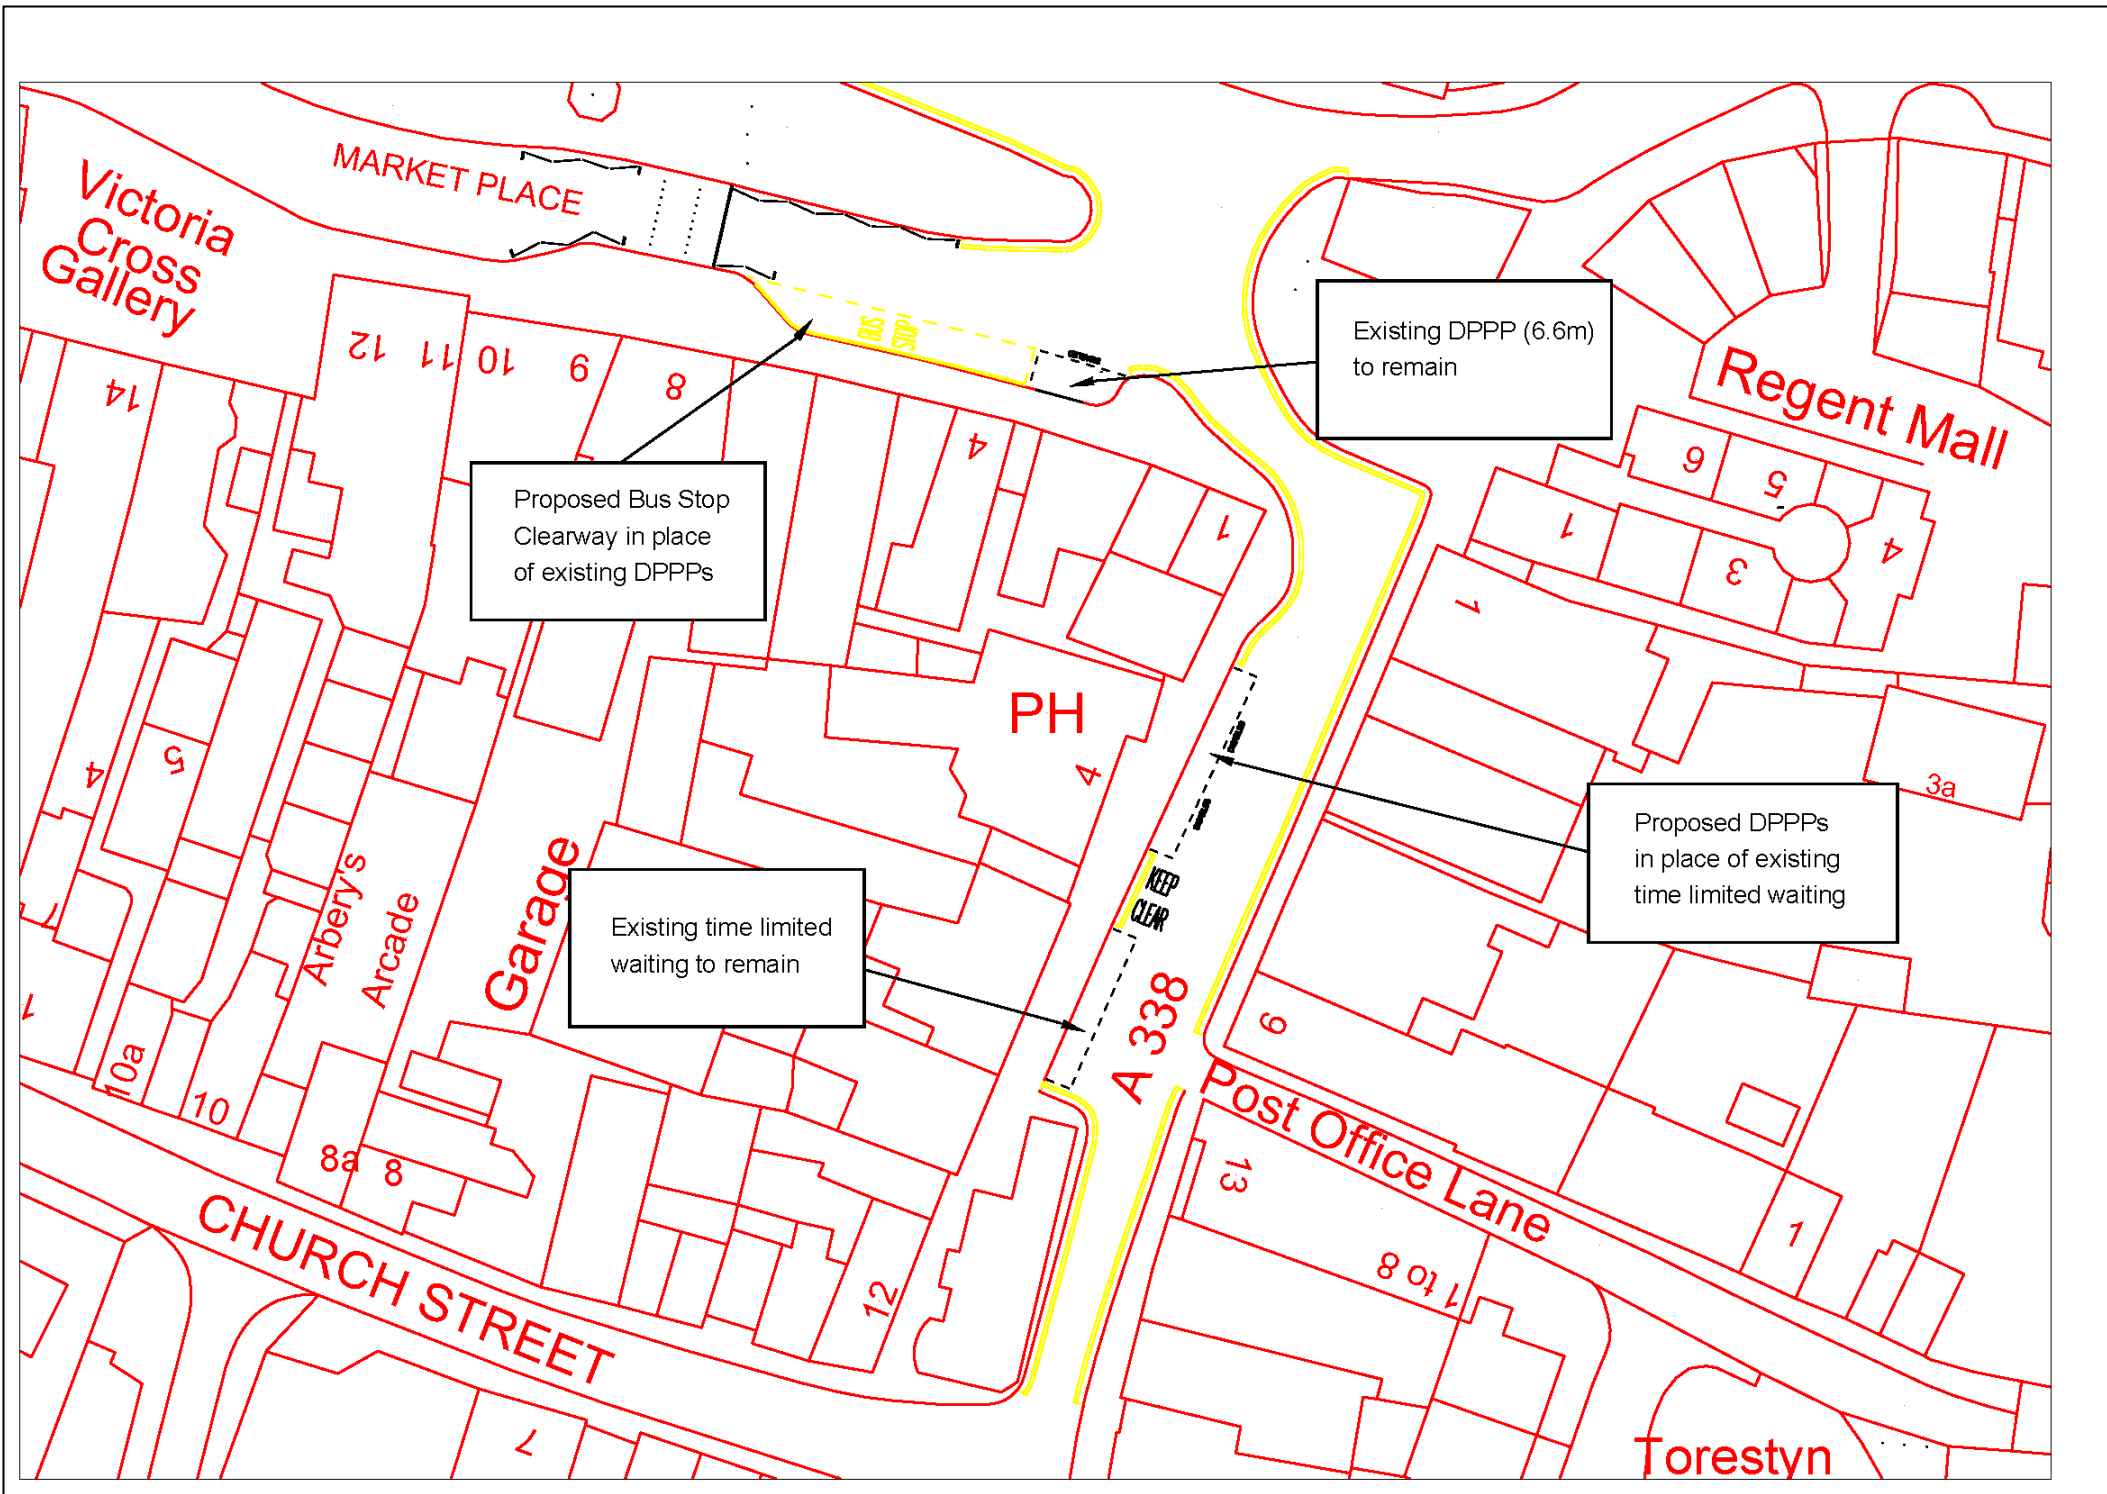 MARKET PLACE
Victoria
Cross
Gallery
BUS
STOP
Existing DPPP (6.6m)
to remain
Regent Mall
12
11
10
9
8
14
4
1
6
5
4
1
3
1
Proposed Bus Stop
Clearway in place
of existing DPPPs
PH
4
5
4
3a
Proposed DPPPs
in place of existing
time limited waiting
KEEP
CLEAR
Garage
Arbery's
Arcade
Existing time limited
waiting to remain
A 338
9
1
10a
10
8a
8
Post Office Lane
13
1
1 to 8
CHURCH STREET
12
7
Torestyn